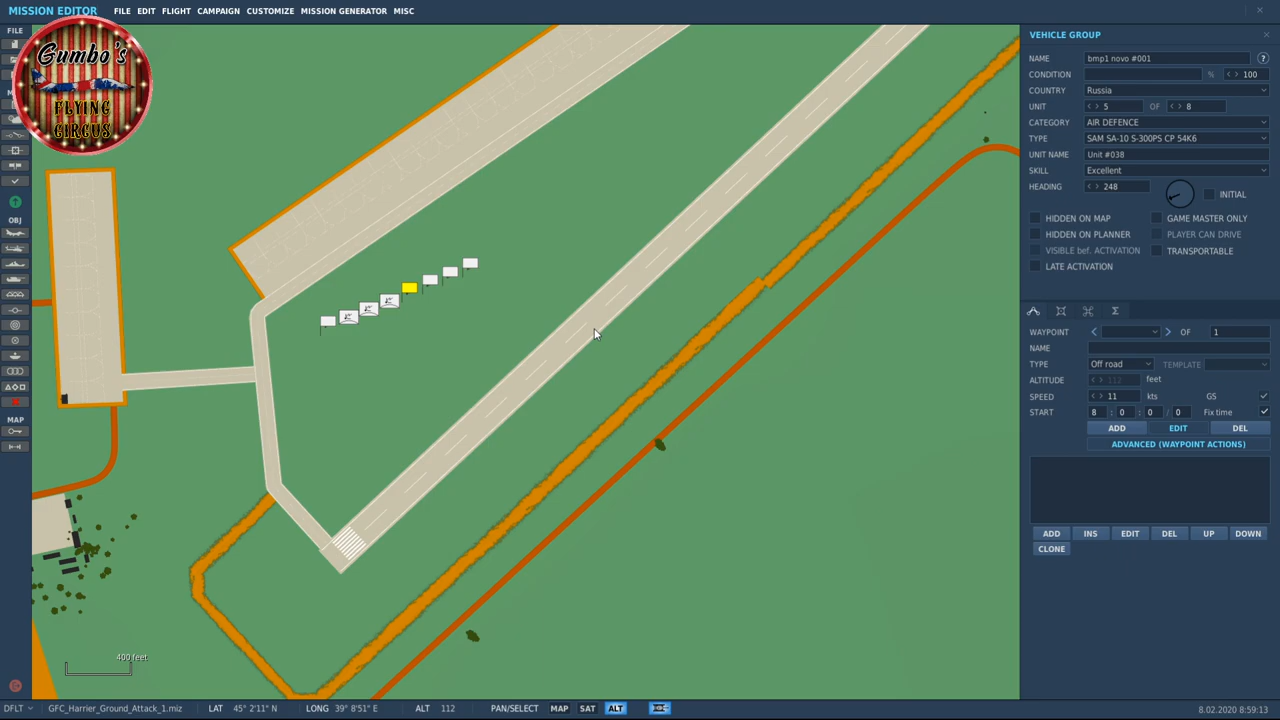 MISSION EDITOR FILE EDIT FLIGHT CAMPAIGN CUSTOMIZE MISSION GENERATOR MISC
FILE
Gumbo's
FLYING
CIRCUS
OBJ
MAP
400 feet
VEHICLE GROUP
NAME bmp1 novo #001 ?
CONDITION % < > 100
COUNTRY Russia
UNIT < > 5 OF < > 8
CATEGORY AIR DEFENCE
TYPE SAM SA-10 S-300PS CP 54K6
UNIT NAME Unit #038
SKILL Excellent
HEADING < > 248 INITIAL
HIDDEN ON MAP GAME MASTER ONLY
HIDDEN ON PLANNER PLAYER CAN DRIVE
VISIBLE bef. ACTIVATION TRANSPORTABLE
LATE ACTIVATION
WAYPOINT < > OF 1
NAME
TYPE Off road TEMPLATE
ALTITUDE < > 112 feet
SPEED < > 11 kts GS
START 8 : 0 : 0 / 0 Fix time
ADD EDIT DEL
ADVANCED (WAYPOINT ACTIONS)
ADD INS EDIT DEL UP DOWN
CLONE
DFLT GFC_Harrier_Ground_Attack_1.miz LAT 45° 2'11" N LONG 39° 8'51" E ALT 112 PAN/SELECT MAP SAT ALT 8.02.2020 8:59:13